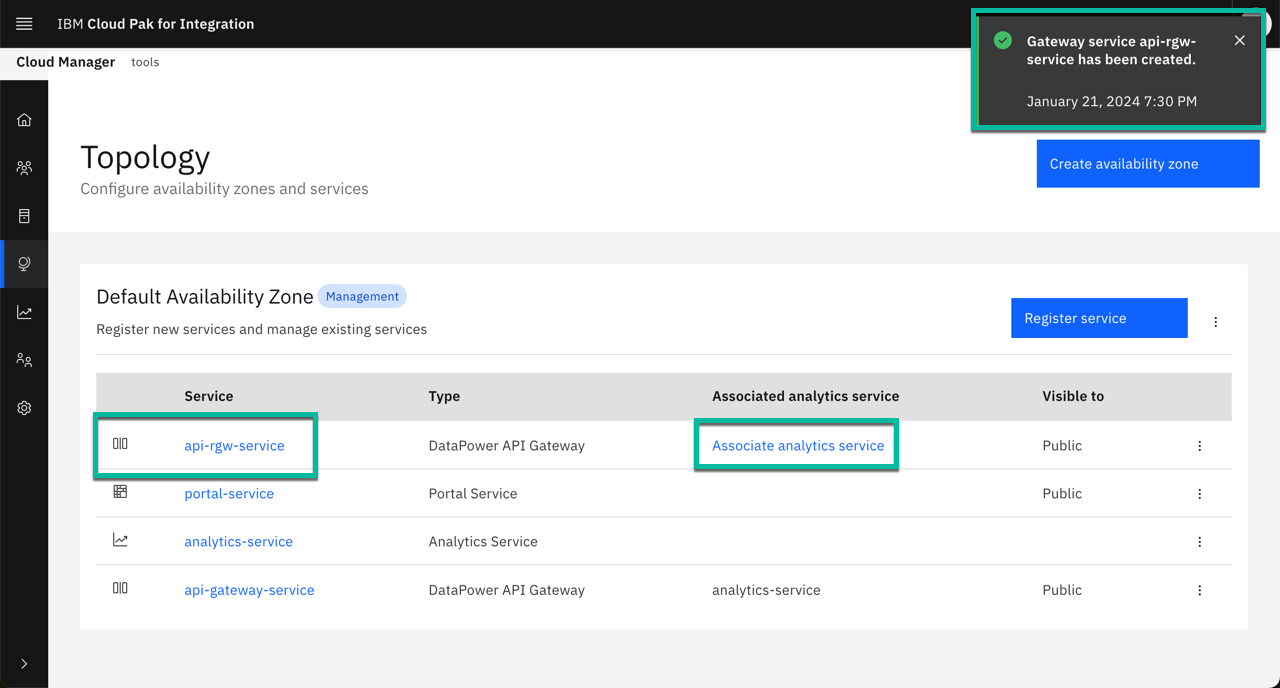 IBM Cloud Pak for Integration
Cloud Manager tools
Gateway service api-rgw-
service has been created.
January 21, 2024 7:30 PM
Topology
Configure availability zones and services
Create availability zone
Default Availability Zone Management
Register new services and manage existing services
Register service
Service Type Associated analytics service Visible to
api-rgw-service DataPower API Gateway Associate analytics service Public
portal-service Portal Service Public
analytics-service Analytics Service
api-gateway-service DataPower API Gateway analytics-service Public